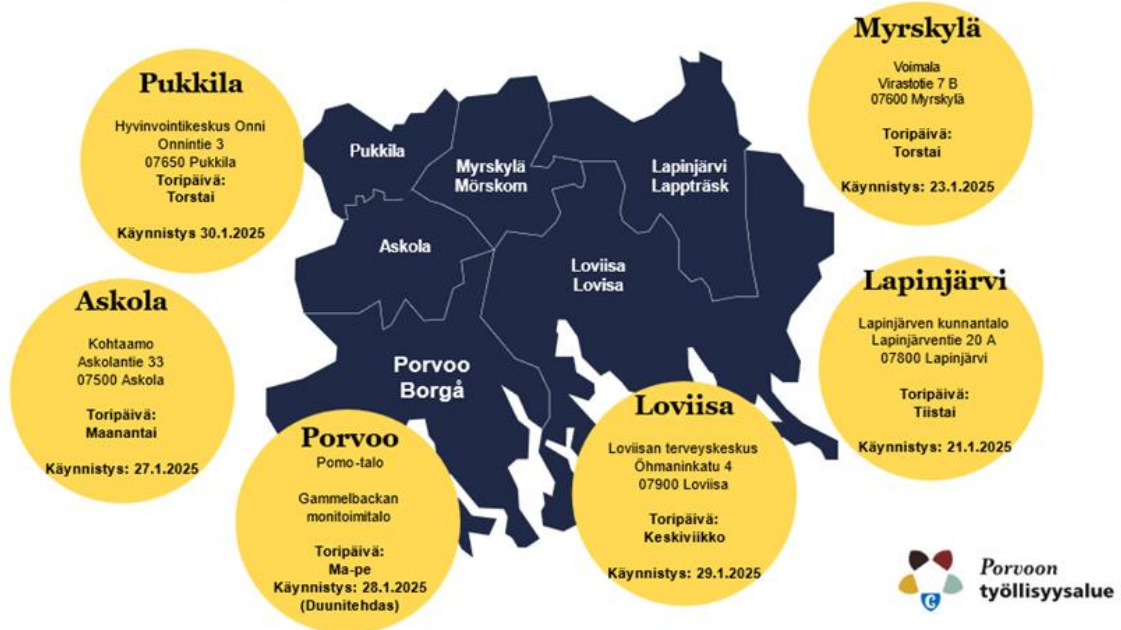 Pukkila
Hyvinvointikeskus Onni
Onnintie 3
07650 Pukkila
Toripäivä:
Torstai
Käynnistys 30.1.2025
Myrskylä
Voimala
Virastotie 7 B
07600 Myrskylä
Toripäivä:
Torstai
Käynnistys: 23.1.2025
Pukkila
Myrskylä
Mörskom
Lapinjärvi
Lappträsk
Askola
Loviisa
Lovisa
Porvoo
Borgå
Askola
Kohtaamo
Askolantie 33
07500 Askola
Toripäivä:
Maanantai
Käynnistys: 27.1.2025
Lapinjärvi
Lapinjärven kunnantalo
Lapinjärventie 20 A
07800 Lapinjärvi
Toripäivä:
Tiistai
Käynnistys: 21.1.2025
Porvoo
Pomo-talo
Gammelbackan
monitoimitalo
Toripäivä:
Ma-pe
Käynnistys: 28.1.2025
(Duunitehdas)
Loviisa
Loviisan terveyskeskus
Öhmaninkatu 4
07900 Loviisa
Toripäivä:
Keskiviikko
Käynnistys: 29.1.2025
Porvoon
työllisyysalue